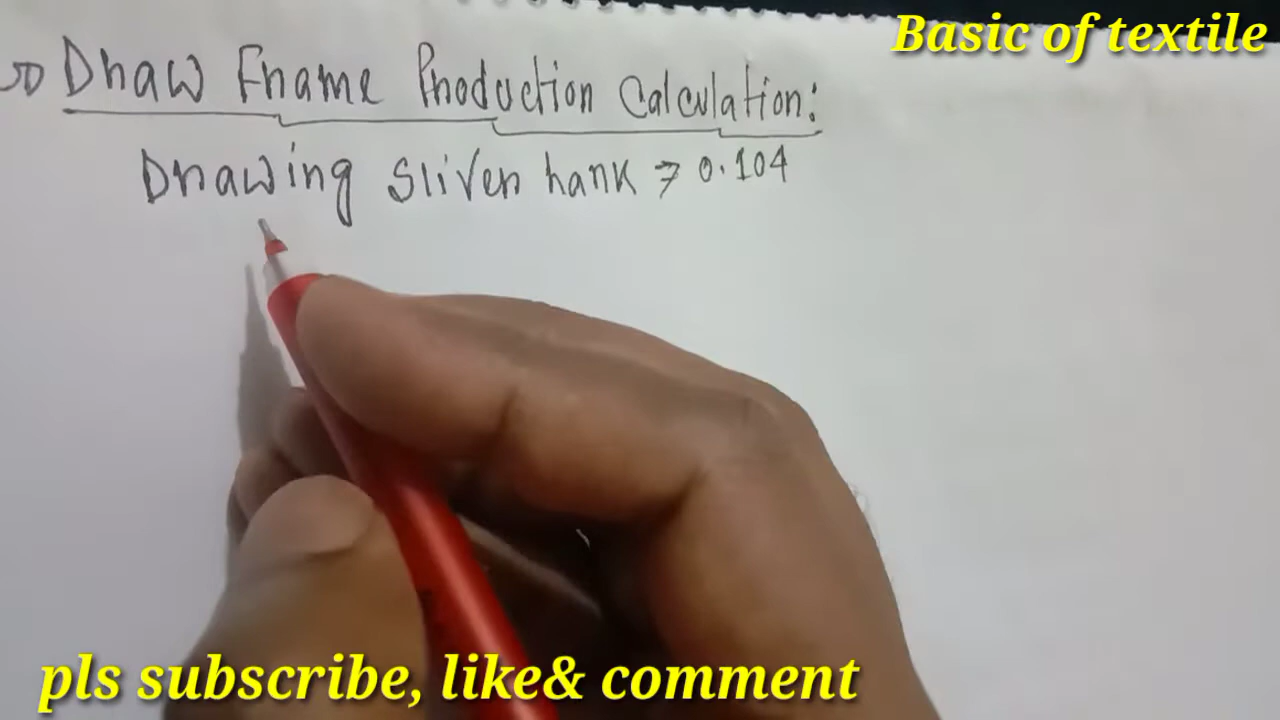 Basic of textile
Draw Frame Production Calculation:
Drawing Sliver hank → 0.104
pls subscribe, like& comment